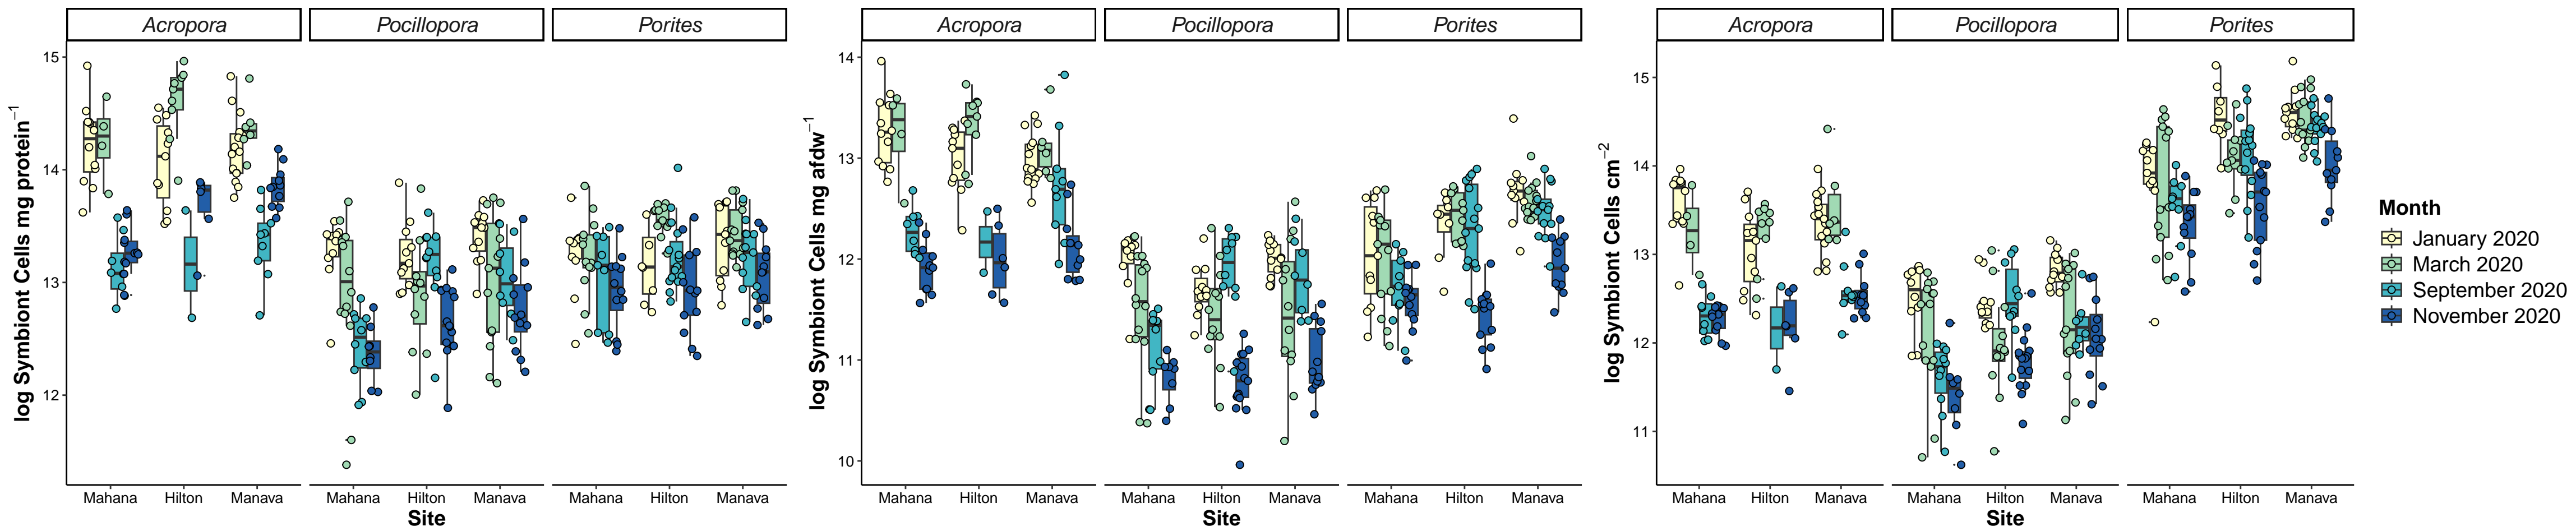 Acropora Pocillopora Porites
log Symbiont Cells mg protein⁻¹
15
14
13
12
Mahana Hilton Manava Mahana Hilton Manava Mahana Hilton Manava
Site
Acropora Pocillopora Porites
log Symbiont Cells mg afdw⁻¹
14
13
12
11
10
Mahana Hilton Manava Mahana Hilton Manava Mahana Hilton Manava
Site
Acropora Pocillopora Porites
log Symbiont Cells cm⁻²
15
14
13
12
11
Mahana Hilton Manava Mahana Hilton Manava Mahana Hilton Manava
Site
Month
January 2020
March 2020
September 2020
November 2020